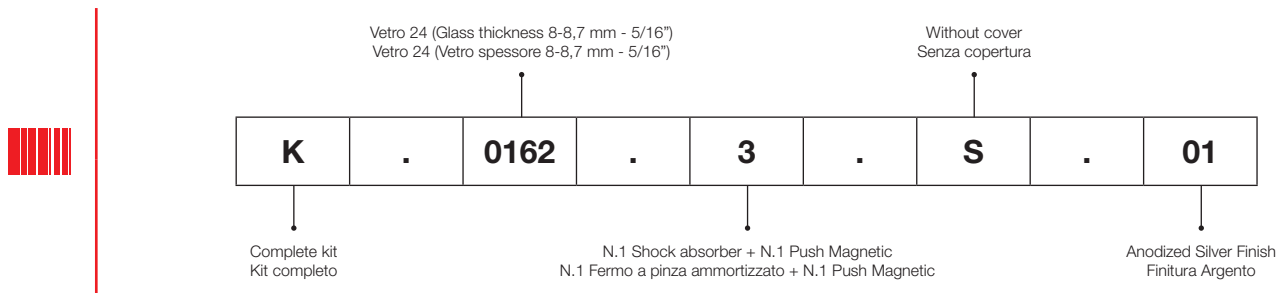 Vetro 24 (Glass thickness 8-8,7 mm - 5/16”)
Vetro 24 (Vetro spessore 8-8,7 mm - 5/16”)
Without cover
Senza copertura
K . 0162 . 3 . S . 01
Complete kit
Kit completo
N.1 Shock absorber + N.1 Push Magnetic
N.1 Fermo a pinza ammortizzato + N.1 Push Magnetic
Anodized Silver Finish
Finitura Argento